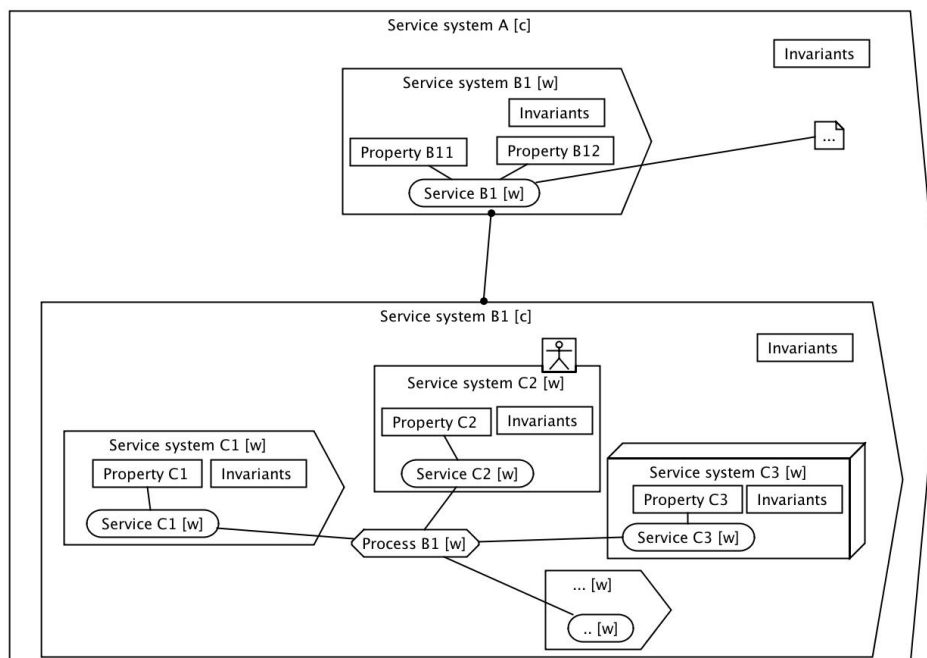 Service system A [c]
Invariants
Service system B1 [w]
Invariants
Property B11
Property B12
...
Service B1 [w]
Service system B1 [c]
Invariants
Service system C2 [w]
Property C2
Invariants
Service C2 [w]
Service system C1 [w]
Property C1
Invariants
Service C1 [w]
Service system C3 [w]
Property C3
Invariants
Service C3 [w]
Process B1 [w]
... [w]
.. [w]